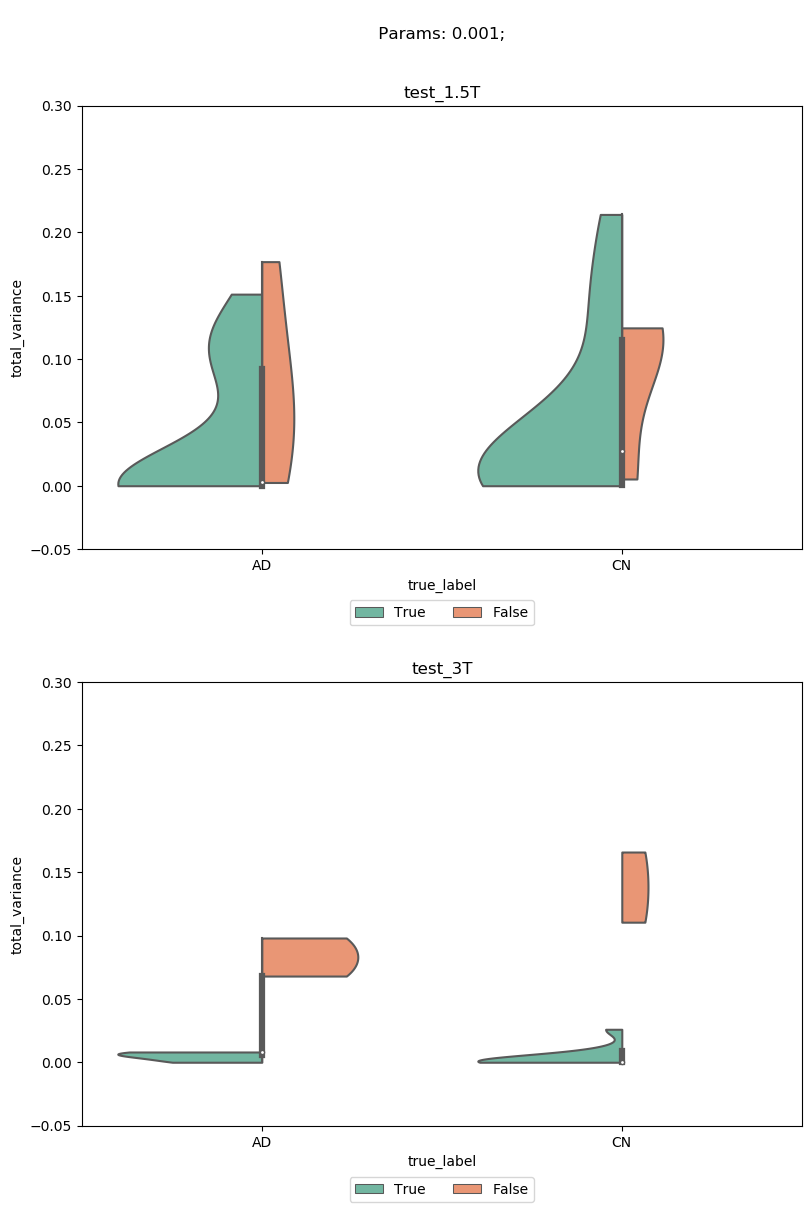 Params: 0.001;
test_1.5T
0.30
0.25
0.20
0.15
0.10
0.05
0.00
−0.05
total_variance
AD CN
true_label
True False
test_3T
0.30
0.25
0.20
0.15
0.10
0.05
0.00
−0.05
total_variance
AD CN
true_label
True False